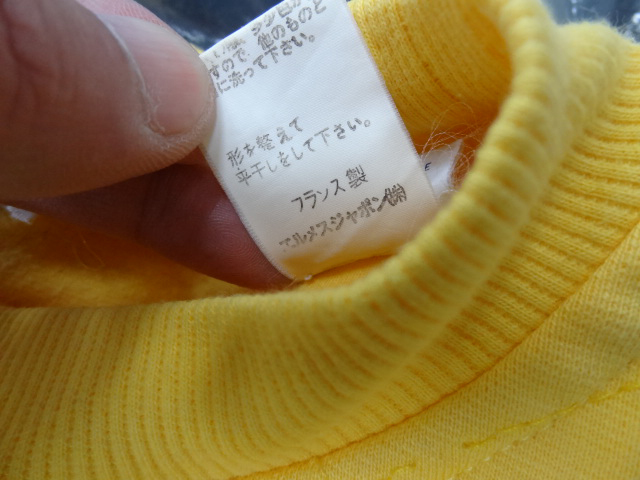 すので、他のものと
に洗って下さい。
形を整えて
平干しをして下さい。
フランス製
エルメスジャポン㈱